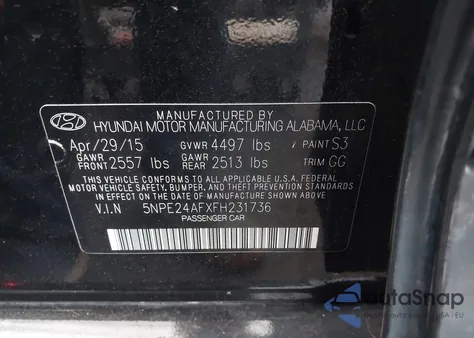 MANUFACTURED BY
HYUNDAI MOTOR MANUFACTURING ALABAMA, LLC
Apr/29/15 GVWR 4497 lbs / PAINT S3
GAWR FRONT 2557 lbs GAWR REAR 2513 lbs TRIM GG
THIS VEHICLE CONFORMS TO ALL APPLICABLE U.S.A. FEDERAL
MOTOR VEHICLE SAFETY, BUMPER, AND THEFT PREVENTION STANDARDS
IN EFFECT ON THE DATE OF MANUFACTURE SHOWN ABOVE.
V.I.N 5NPE24AFXFH231736
PASSENGER CAR
autoSnap